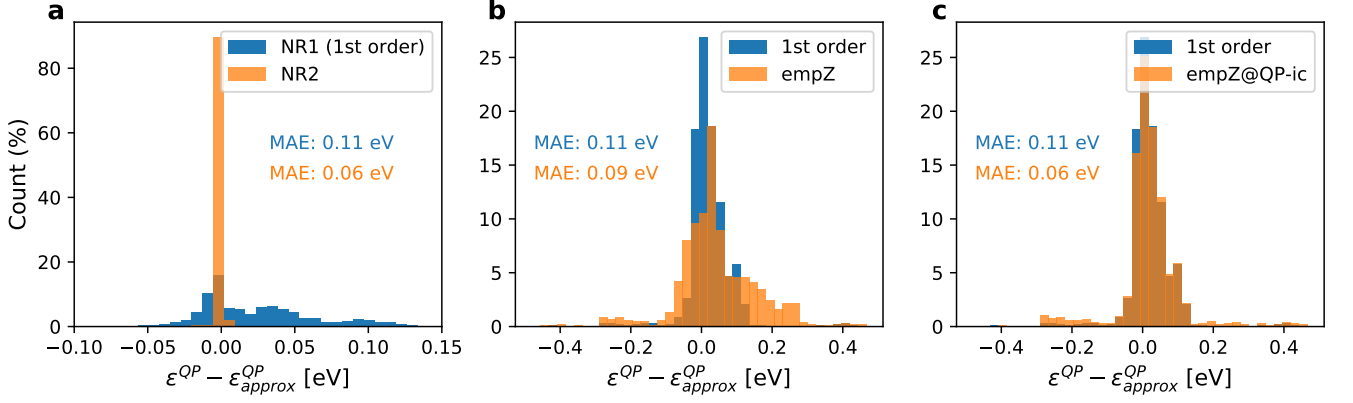 a
NR1 (1st order)
NR2
MAE: 0.11 eV
MAE: 0.06 eV
Count (%)
80
60
40
20
0
−0.10 −0.05 0.00 0.05 0.10 0.15
ε^QP − ε^QP_approx [eV]
b
1st order
empZ
MAE: 0.11 eV
MAE: 0.09 eV
25
20
15
10
5
0
−0.4 −0.2 0.0 0.2 0.4
ε^QP − ε^QP_approx [eV]
c
1st order
empZ@QP-ic
MAE: 0.11 eV
MAE: 0.06 eV
25
20
15
10
5
0
−0.4 −0.2 0.0 0.2 0.4
ε^QP − ε^QP_approx [eV]